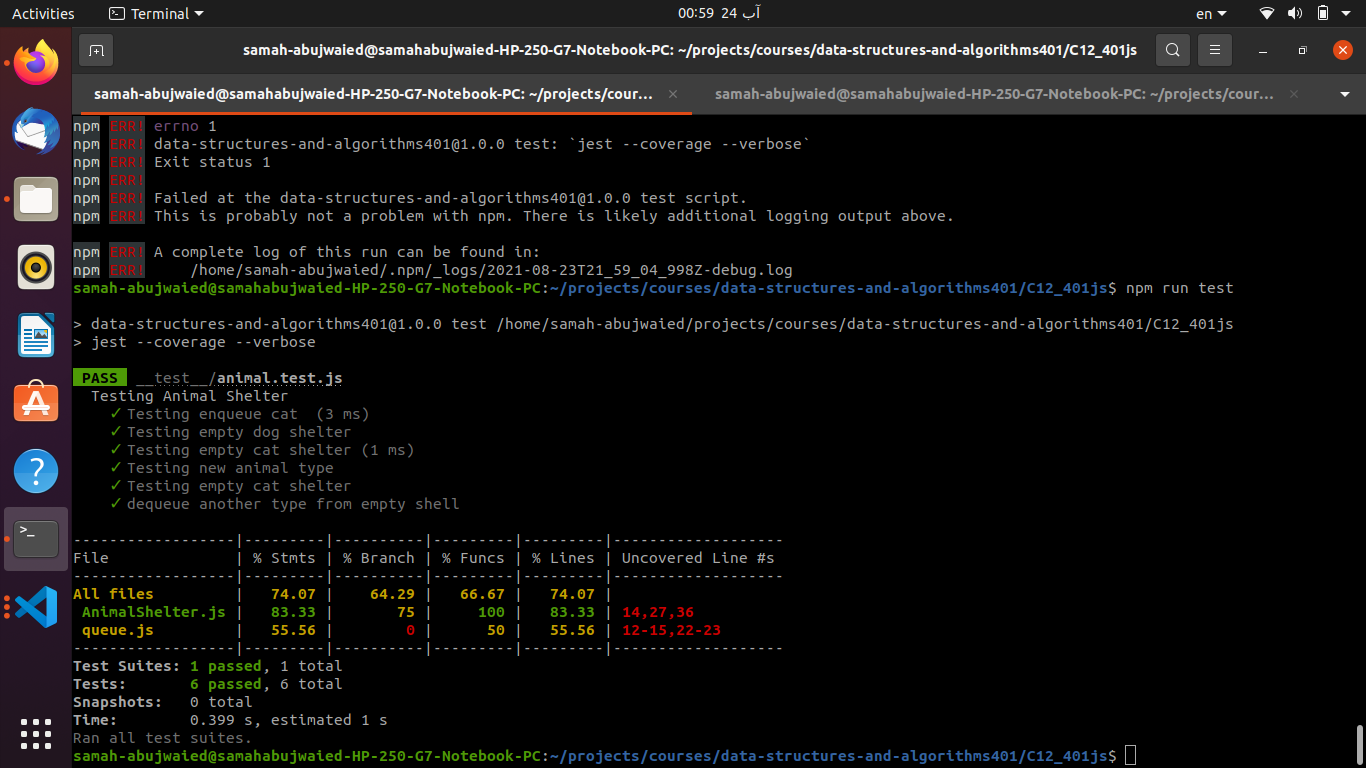 Activities Terminal 00:59 24 آب en
samah-abujwaied@samahabujwaied-HP-250-G7-Notebook-PC: ~/projects/courses/data-structures-and-algorithms401/C12_401js
samah-abujwaied@samahabujwaied-HP-250-G7-Notebook-PC: ~/projects/cour... × samah-abujwaied@samahabujwaied-HP-250-G7-Notebook-PC: ~/projects/cour... ×
npm ERR! errno 1
npm ERR! data-structures-and-algorithms401@1.0.0 test: `jest --coverage --verbose`
npm ERR! Exit status 1
npm ERR!
npm ERR! Failed at the data-structures-and-algorithms401@1.0.0 test script.
npm ERR! This is probably not a problem with npm. There is likely additional logging output above.
npm ERR! A complete log of this run can be found in:
npm ERR!     /home/samah-abujwaied/.npm/_logs/2021-08-23T21_59_04_998Z-debug.log
samah-abujwaied@samahabujwaied-HP-250-G7-Notebook-PC:~/projects/courses/data-structures-and-algorithms401/C12_401js$ npm run test
> data-structures-and-algorithms401@1.0.0 test /home/samah-abujwaied/projects/courses/data-structures-and-algorithms401/C12_401js
> jest --coverage --verbose
PASS __test__/animal.test.js
Testing Animal Shelter
✓ Testing enqueue cat  (3 ms)
✓ Testing empty dog shelter
✓ Testing empty cat shelter (1 ms)
✓ Testing new animal type
✓ Testing empty cat shelter
✓ dequeue another type from empty shell
------------------|---------|----------|---------|---------|-------------------
File              | % Stmts | % Branch | % Funcs | % Lines | Uncovered Line #s
------------------|---------|----------|---------|---------|-------------------
All files         |   74.07 |    64.29 |   66.67 |   74.07 |
 AnimalShelter.js |   83.33 |       75 |     100 |   83.33 | 14,27,36
 queue.js         |   55.56 |        0 |      50 |   55.56 | 12-15,22-23
------------------|---------|----------|---------|---------|-------------------
Test Suites: 1 passed, 1 total
Tests:       6 passed, 6 total
Snapshots:   0 total
Time:        0.399 s, estimated 1 s
Ran all test suites.
samah-abujwaied@samahabujwaied-HP-250-G7-Notebook-PC:~/projects/courses/data-structures-and-algorithms401/C12_401js$